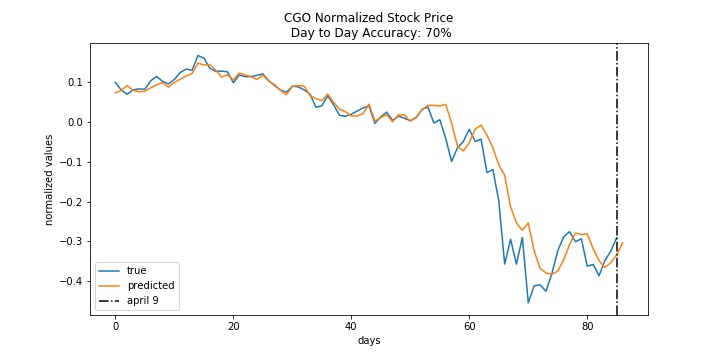 CGO Normalized Stock Price
Day to Day Accuracy: 70%
normalized values
0.1
0.0
−0.1
−0.2
−0.3
−0.4
true
predicted
april 9
0 20 40 60 80
days